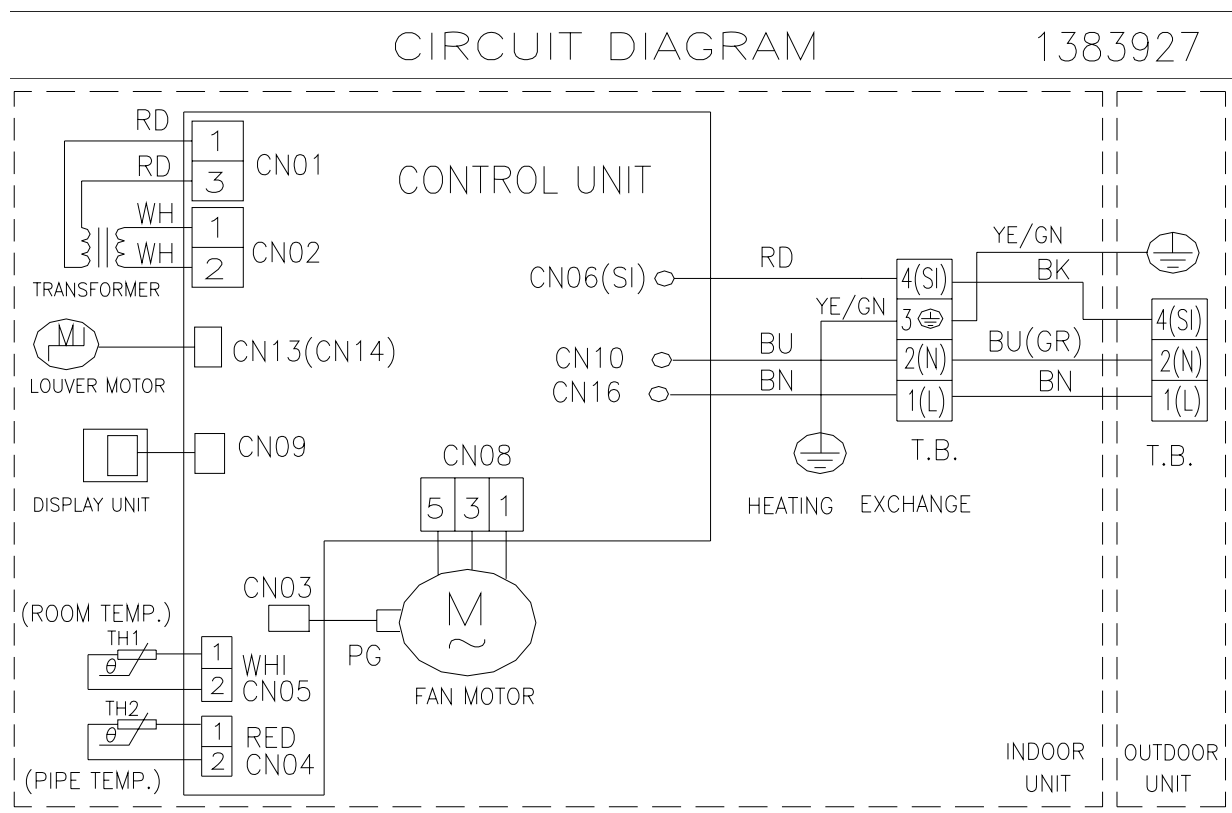 CIRCUIT DIAGRAM 1383927
RD
1
RD
3
CN01
CONTROL UNIT
WH
1
WH
2
CN02
TRANSFORMER
CN06(SI)
RD
4(SI)
YE/GN
BK
YE/GN
3
4(SI)
M
LOUVER MOTOR
CN13(CN14)
CN10
BU
2(N)
BU(GR)
2(N)
CN16
BN
1(L)
BN
1(L)
T.B.
T.B.
HEATING EXCHANGE
DISPLAY UNIT
CN09
CN08
5 3 1
CN03
PG
M
~
FAN MOTOR
(ROOM TEMP.)
TH1
θ
1
2
WHI
CN05
TH2
θ
1
2
RED
CN04
(PIPE TEMP.)
INDOOR
UNIT
OUTDOOR
UNIT